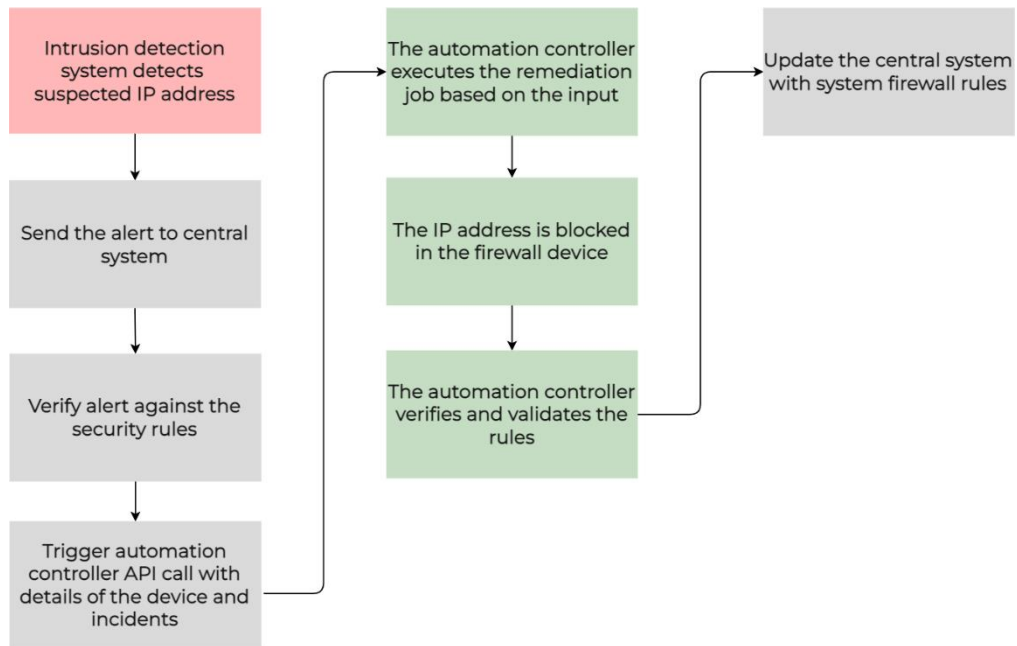 Intrusion detection
system detects
suspected IP address
Send the alert to central
system
Verify alert against the
security rules
Trigger automation
controller API call with
details of the device and
incidents
The automation controller
executes the remediation
job based on the input
The IP address is blocked
in the firewall device
The automation controller
verifies and validates the
rules
Update the central system
with system firewall rules